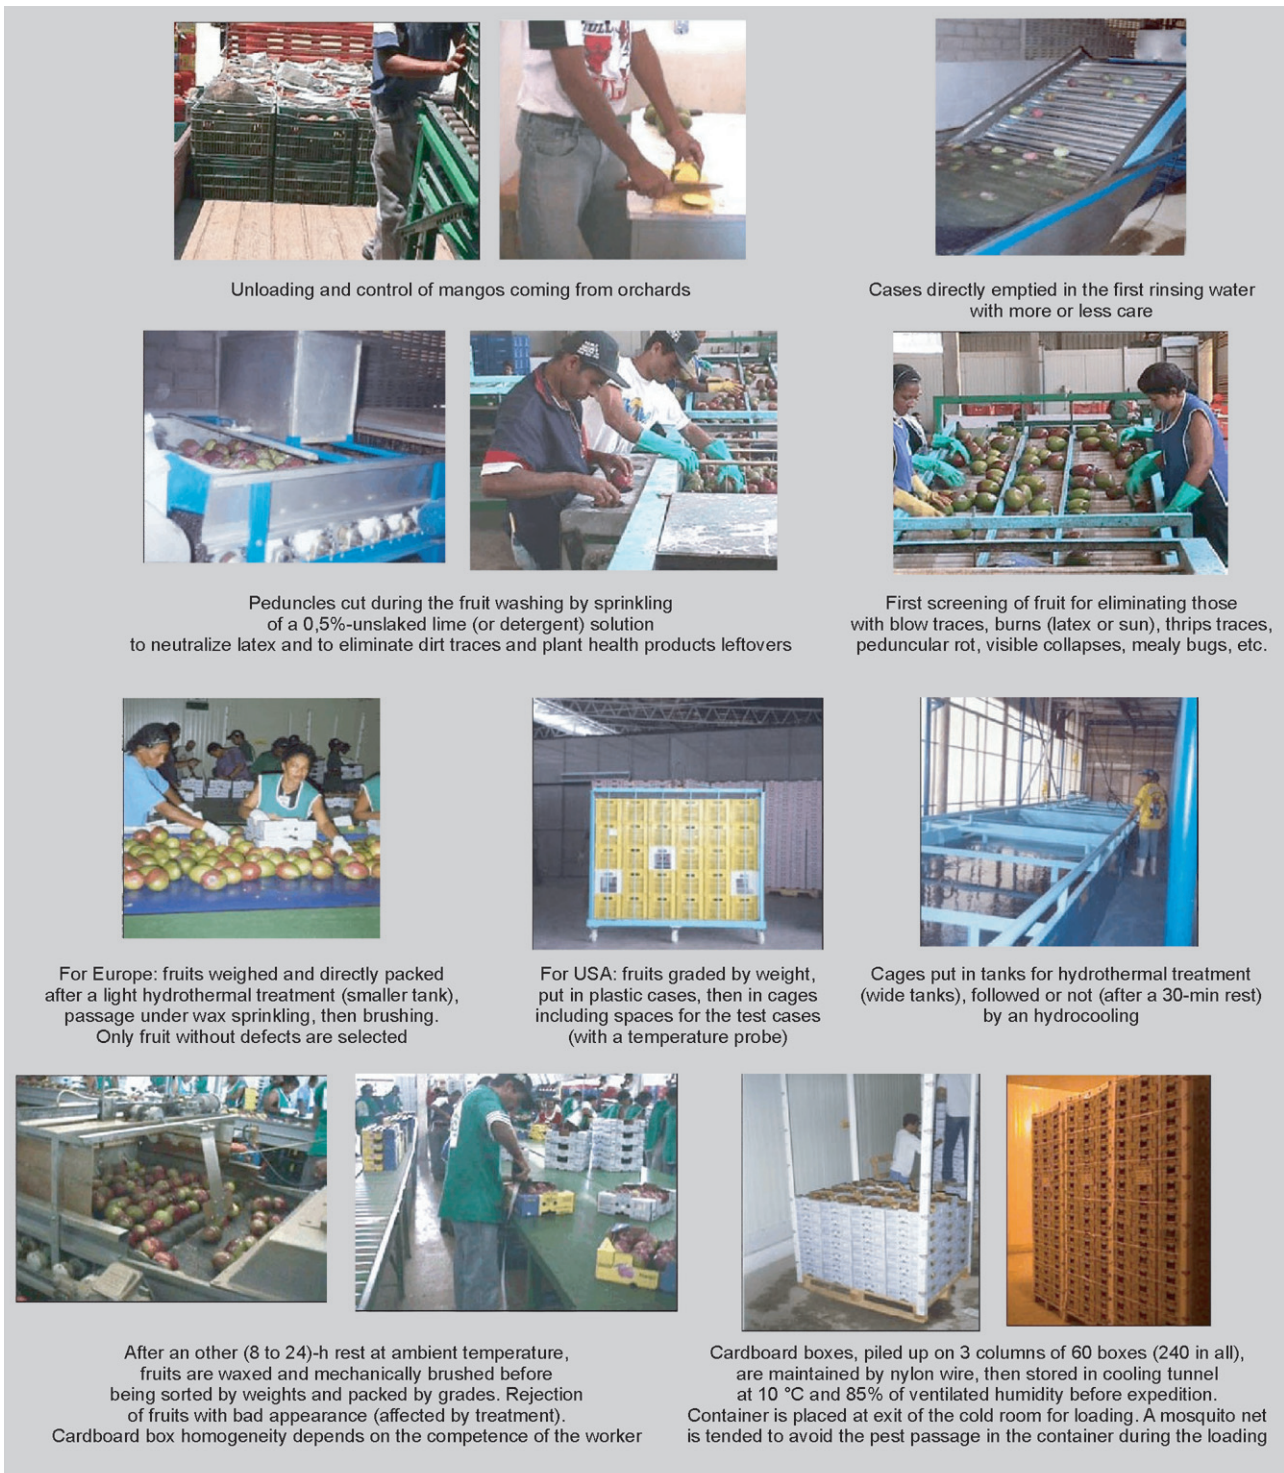 Unloading and control of mangos coming from orchards
Cases directly emptied in the first rinsing water
with more or less care
Peduncles cut during the fruit washing by sprinkling
of a 0,5%-unslaked lime (or detergent) solution
to neutralize latex and to eliminate dirt traces and plant health products leftovers
First screening of fruit for eliminating those
with blow traces, burns (latex or sun), thrips traces,
peduncular rot, visible collapses, mealy bugs, etc.
For Europe: fruits weighed and directly packed
after a light hydrothermal treatment (smaller tank),
passage under wax sprinkling, then brushing.
Only fruit without defects are selected
For USA: fruits graded by weight,
put in plastic cases, then in cages
including spaces for the test cases
(with a temperature probe)
Cages put in tanks for hydrothermal treatment
(wide tanks), followed or not (after a 30-min rest)
by an hydrocooling
After an other (8 to 24)-h rest at ambient temperature,
fruits are waxed and mechanically brushed before
being sorted by weights and packed by grades. Rejection
of fruits with bad appearance (affected by treatment).
Cardboard box homogeneity depends on the competence of the worker
Cardboard boxes, piled up on 3 columns of 60 boxes (240 in all),
are maintained by nylon wire, then stored in cooling tunnel
at 10 °C and 85% of ventilated humidity before expedition.
Container is placed at exit of the cold room for loading. A mosquito net
is tended to avoid the pest passage in the container during the loading